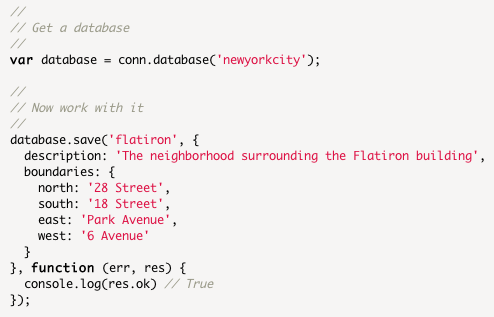 //
// Get a database
//
var database = conn.database('newyorkcity');
//
// Now work with it
//
database.save('flatiron', {
  description: 'The neighborhood surrounding the Flatiron building',
  boundaries: {
    north: '28 Street',
    south: '18 Street',
    east: 'Park Avenue',
    west: '6 Avenue'
  }
}, function (err, res) {
  console.log(res.ok) // True
});